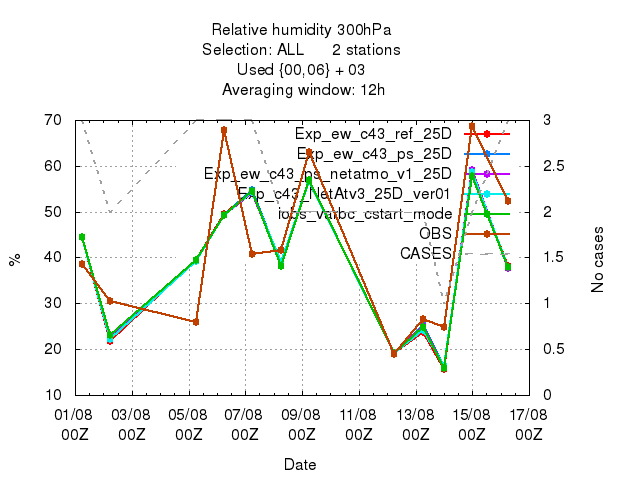 Relative humidity 300hPa
Selection: ALL 2 stations
Used {00,06} + 03
Averaging window: 12h
Exp_ew_c43_ref_25D
Exp_ew_c43_ps_25D
Exp_ew_c43_ps_netatmo_v1_25D
Exp_c43_NetAtv3_25D_ver01
iobs_varbc_cstart_mode
OBS
CASES
70
60
50
40
30
20
10
%
3
2.5
2
1.5
1
0.5
0
No cases
01/08 03/08 05/08 07/08 09/08 11/08 13/08 15/08 17/08
00Z 00Z 00Z 00Z 00Z 00Z 00Z 00Z 00Z
Date